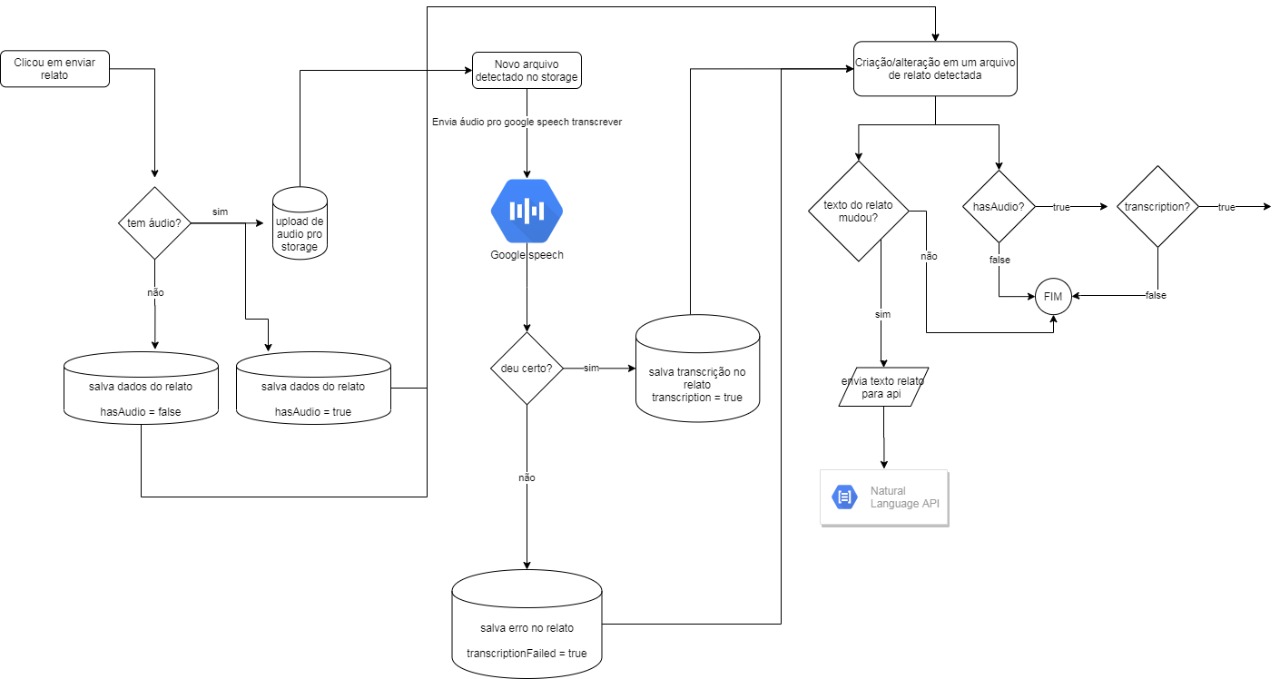 Clicou em enviar
relato
tem áudio?
sim
não
upload de
audio pro
storage
salva dados do relato
hasAudio = false
salva dados do relato
hasAudio = true
Novo arquivo
detectado no storage
Envia áudio pro google speech transcrever
Google speech
deu certo?
sim
não
salva transcrição no
relato
transcription = true
salva erro no relato
transcriptionFailed = true
Criação/alteração em um arquivo
de relato detectada
texto do relato
mudou?
não
sim
envia texto relato
para api
Natural
Language API
hasAudio?
true
false
transcription?
true
false
FIM